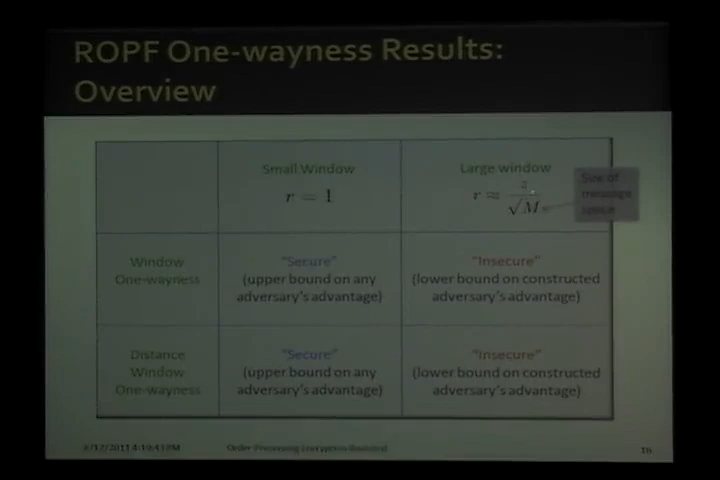 ROPF One-wayness Results:
Overview
Small Window
r = 1
Large window
r ≈ z / √M
Size of
message
space
Window
One-wayness
"Secure"
(upper bound on any
adversary's advantage)
"Insecure"
(lower bound on constructed
adversary's advantage)
Distance
Window
One-wayness
"Secure"
(upper bound on any
adversary's advantage)
"Insecure"
(lower bound on constructed
adversary's advantage)
Order Preserving Encryption Revisited
16